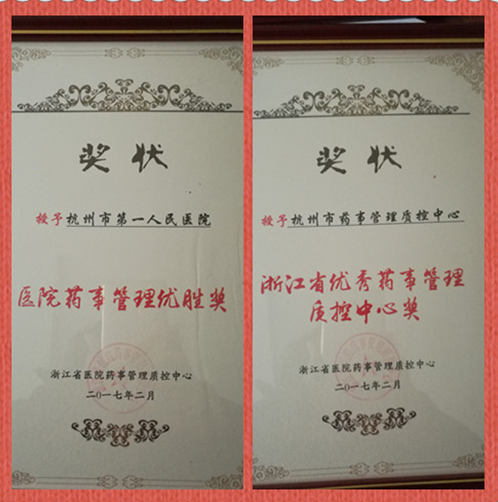 奖状
授予杭州市第一人民医院
医院药事管理优胜奖
浙江省医院药事管理质控中心
二〇一七年二月
奖状
授予杭州市药事管理质控中心
浙江省优秀药事管理
质控中心奖
浙江省医院药事管理质控中心
二〇一七年二月